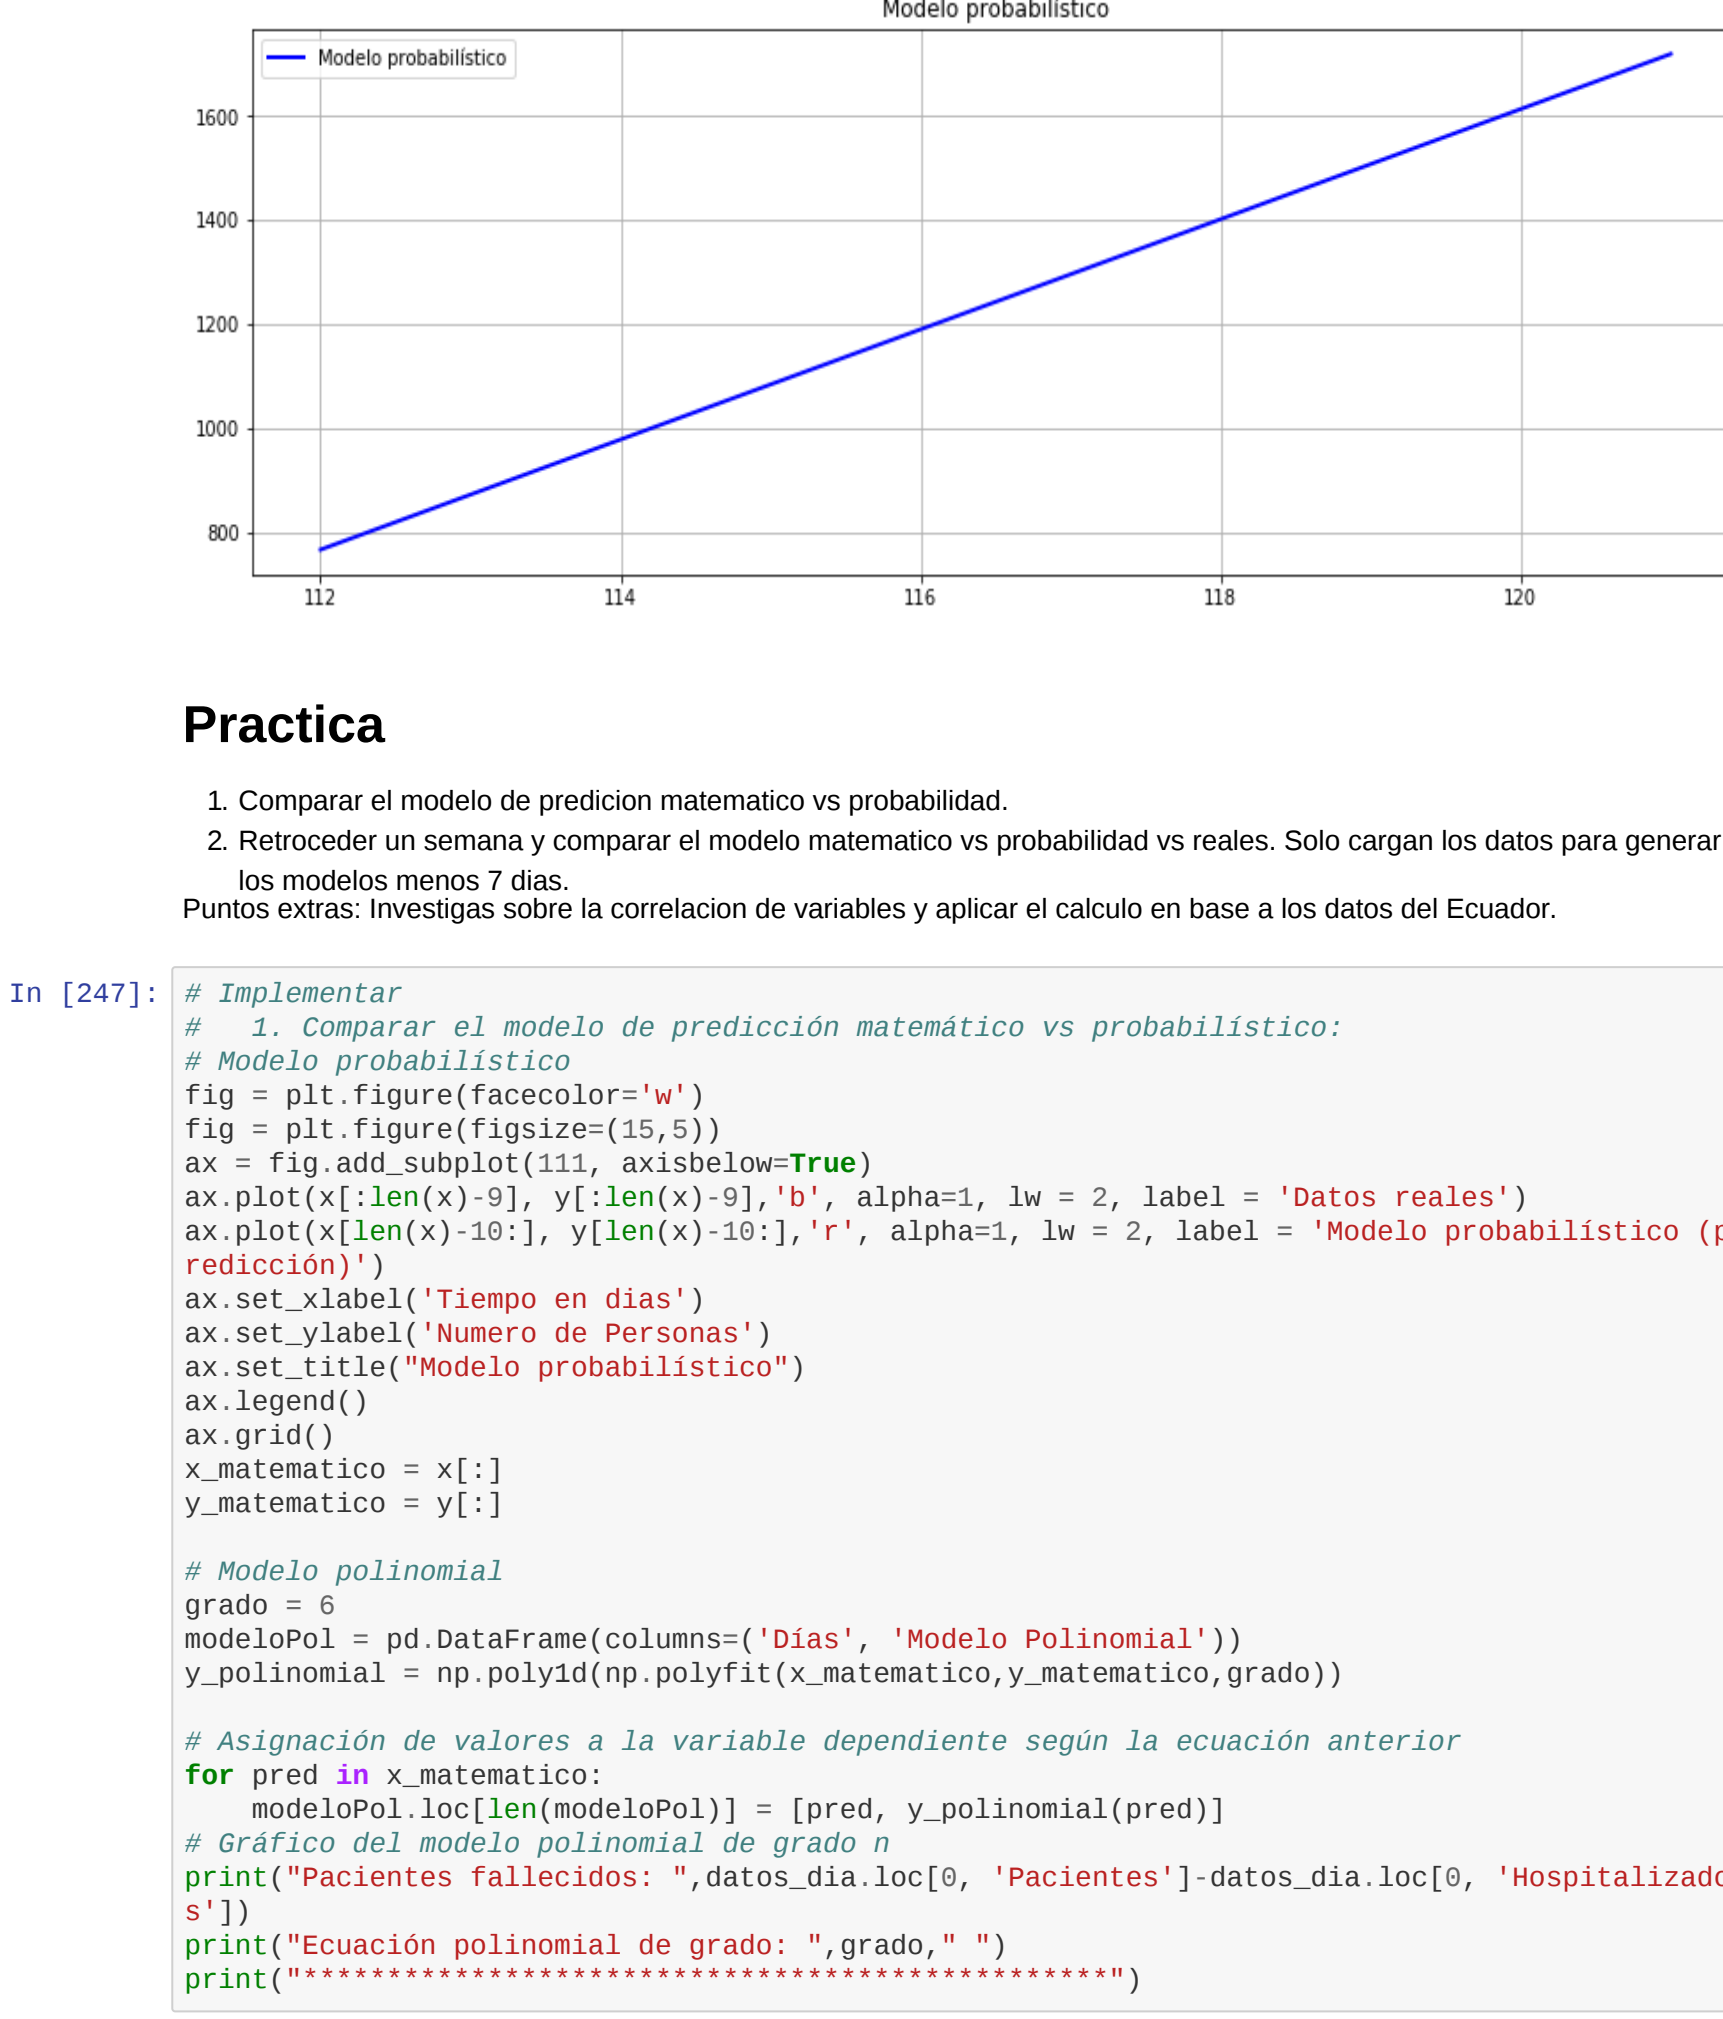 Modelo probabilístico
Modelo probabilístico
1600
1400
1200
1000
800
112 114 116 118 120
Practica
1. Comparar el modelo de predicion matematico vs probabilidad.
2. Retroceder un semana y comparar el modelo matematico vs probabilidad vs reales. Solo cargan los datos para generar
los modelos menos 7 dias.
Puntos extras: Investigas sobre la correlacion de variables y aplicar el calculo en base a los datos del Ecuador.
In [247]: # Implementar
#   1. Comparar el modelo de predicción matemático vs probabilístico:
# Modelo probabilístico
fig = plt.figure(facecolor='w')
fig = plt.figure(figsize=(15,5))
ax = fig.add_subplot(111, axisbelow=True)
ax.plot(x[:len(x)-9], y[:len(x)-9],'b', alpha=1, lw = 2, label = 'Datos reales')
ax.plot(x[len(x)-10:], y[len(x)-10:],'r', alpha=1, lw = 2, label = 'Modelo probabilístico (p
redicción)')
ax.set_xlabel('Tiempo en dias')
ax.set_ylabel('Numero de Personas')
ax.set_title("Modelo probabilístico")
ax.legend()
ax.grid()
x_matematico = x[:]
y_matematico = y[:]
# Modelo polinomial
grado = 6
modeloPol = pd.DataFrame(columns=('Días', 'Modelo Polinomial'))
y_polinomial = np.poly1d(np.polyfit(x_matematico,y_matematico,grado))
# Asignación de valores a la variable dependiente según la ecuación anterior
for pred in x_matematico:
    modeloPol.loc[len(modeloPol)] = [pred, y_polinomial(pred)]
# Gráfico del modelo polinomial de grado n
print("Pacientes fallecidos: ",datos_dia.loc[0, 'Pacientes']-datos_dia.loc[0, 'Hospitalizado
s'])
print("Ecuación polinomial de grado: ",grado," ")
print("************************************************")